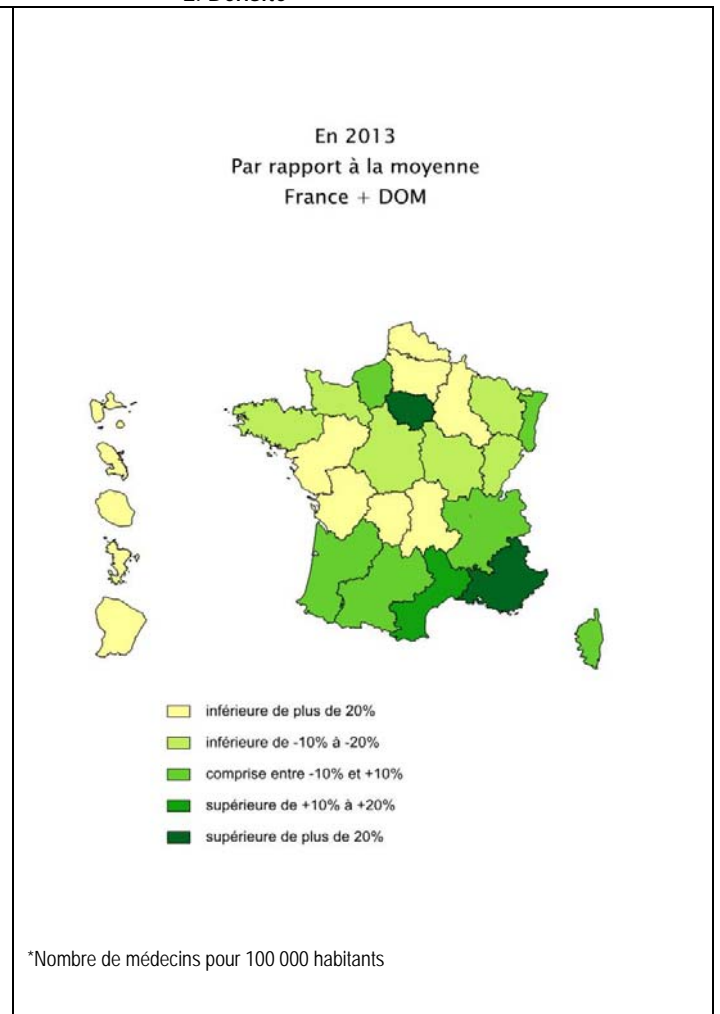 2. Densité*
En 2013
Par rapport à la moyenne
France + DOM
inférieure de plus de 20%
inférieure de -10% à -20%
comprise entre -10% et +10%
supérieure de +10% à +20%
supérieure de plus de 20%
*Nombre de médecins pour 100 000 habitants